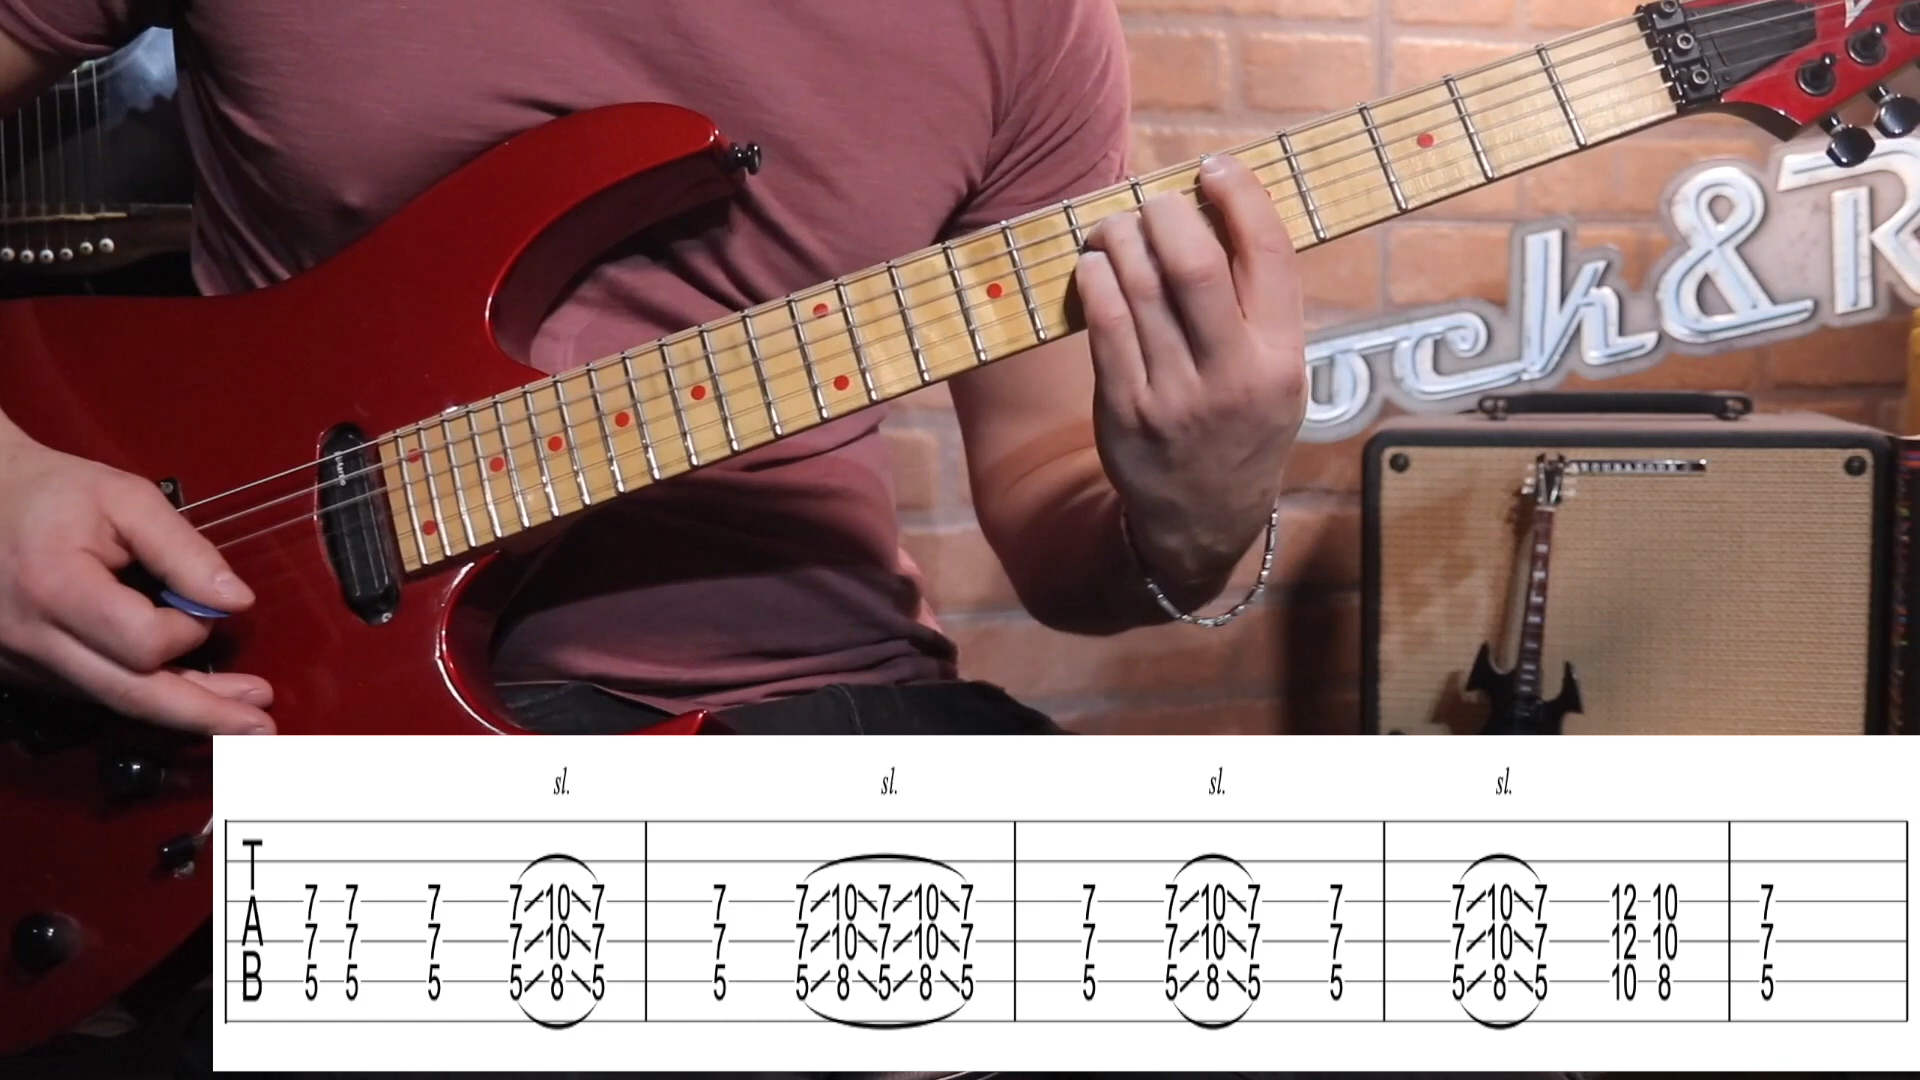 ock&R
sl. sl. sl. sl.
T
A
B
7 7 7 7 10 7 7 7 10 7 10 7 7 7 10 7 7 7 10 7 12 10 7
7 7 7 7 10 7 7 7 10 7 10 7 7 7 10 7 7 7 10 7 12 10 7
5 5 5 5 8 5 5 5 8 5 8 5 5 5 8 5 5 5 8 5 10 8 5